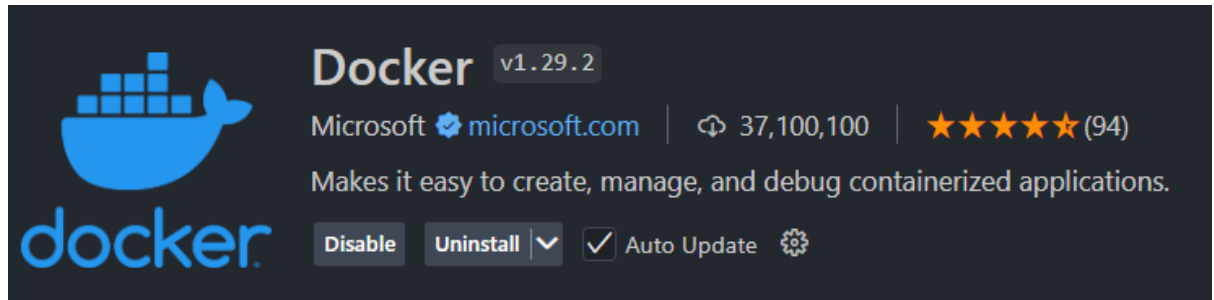 Docker v1.29.2
Microsoft microsoft.com 37,100,100 (94)
Makes it easy to create, manage, and debug containerized applications.
docker
Disable Uninstall Auto Update